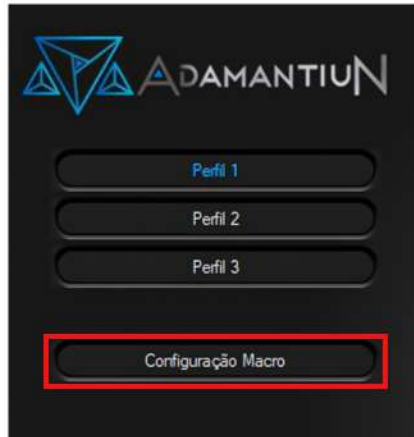 ADAMANTIUN
Perfil 1
Perfil 2
Perfil 3
Configuração Macro